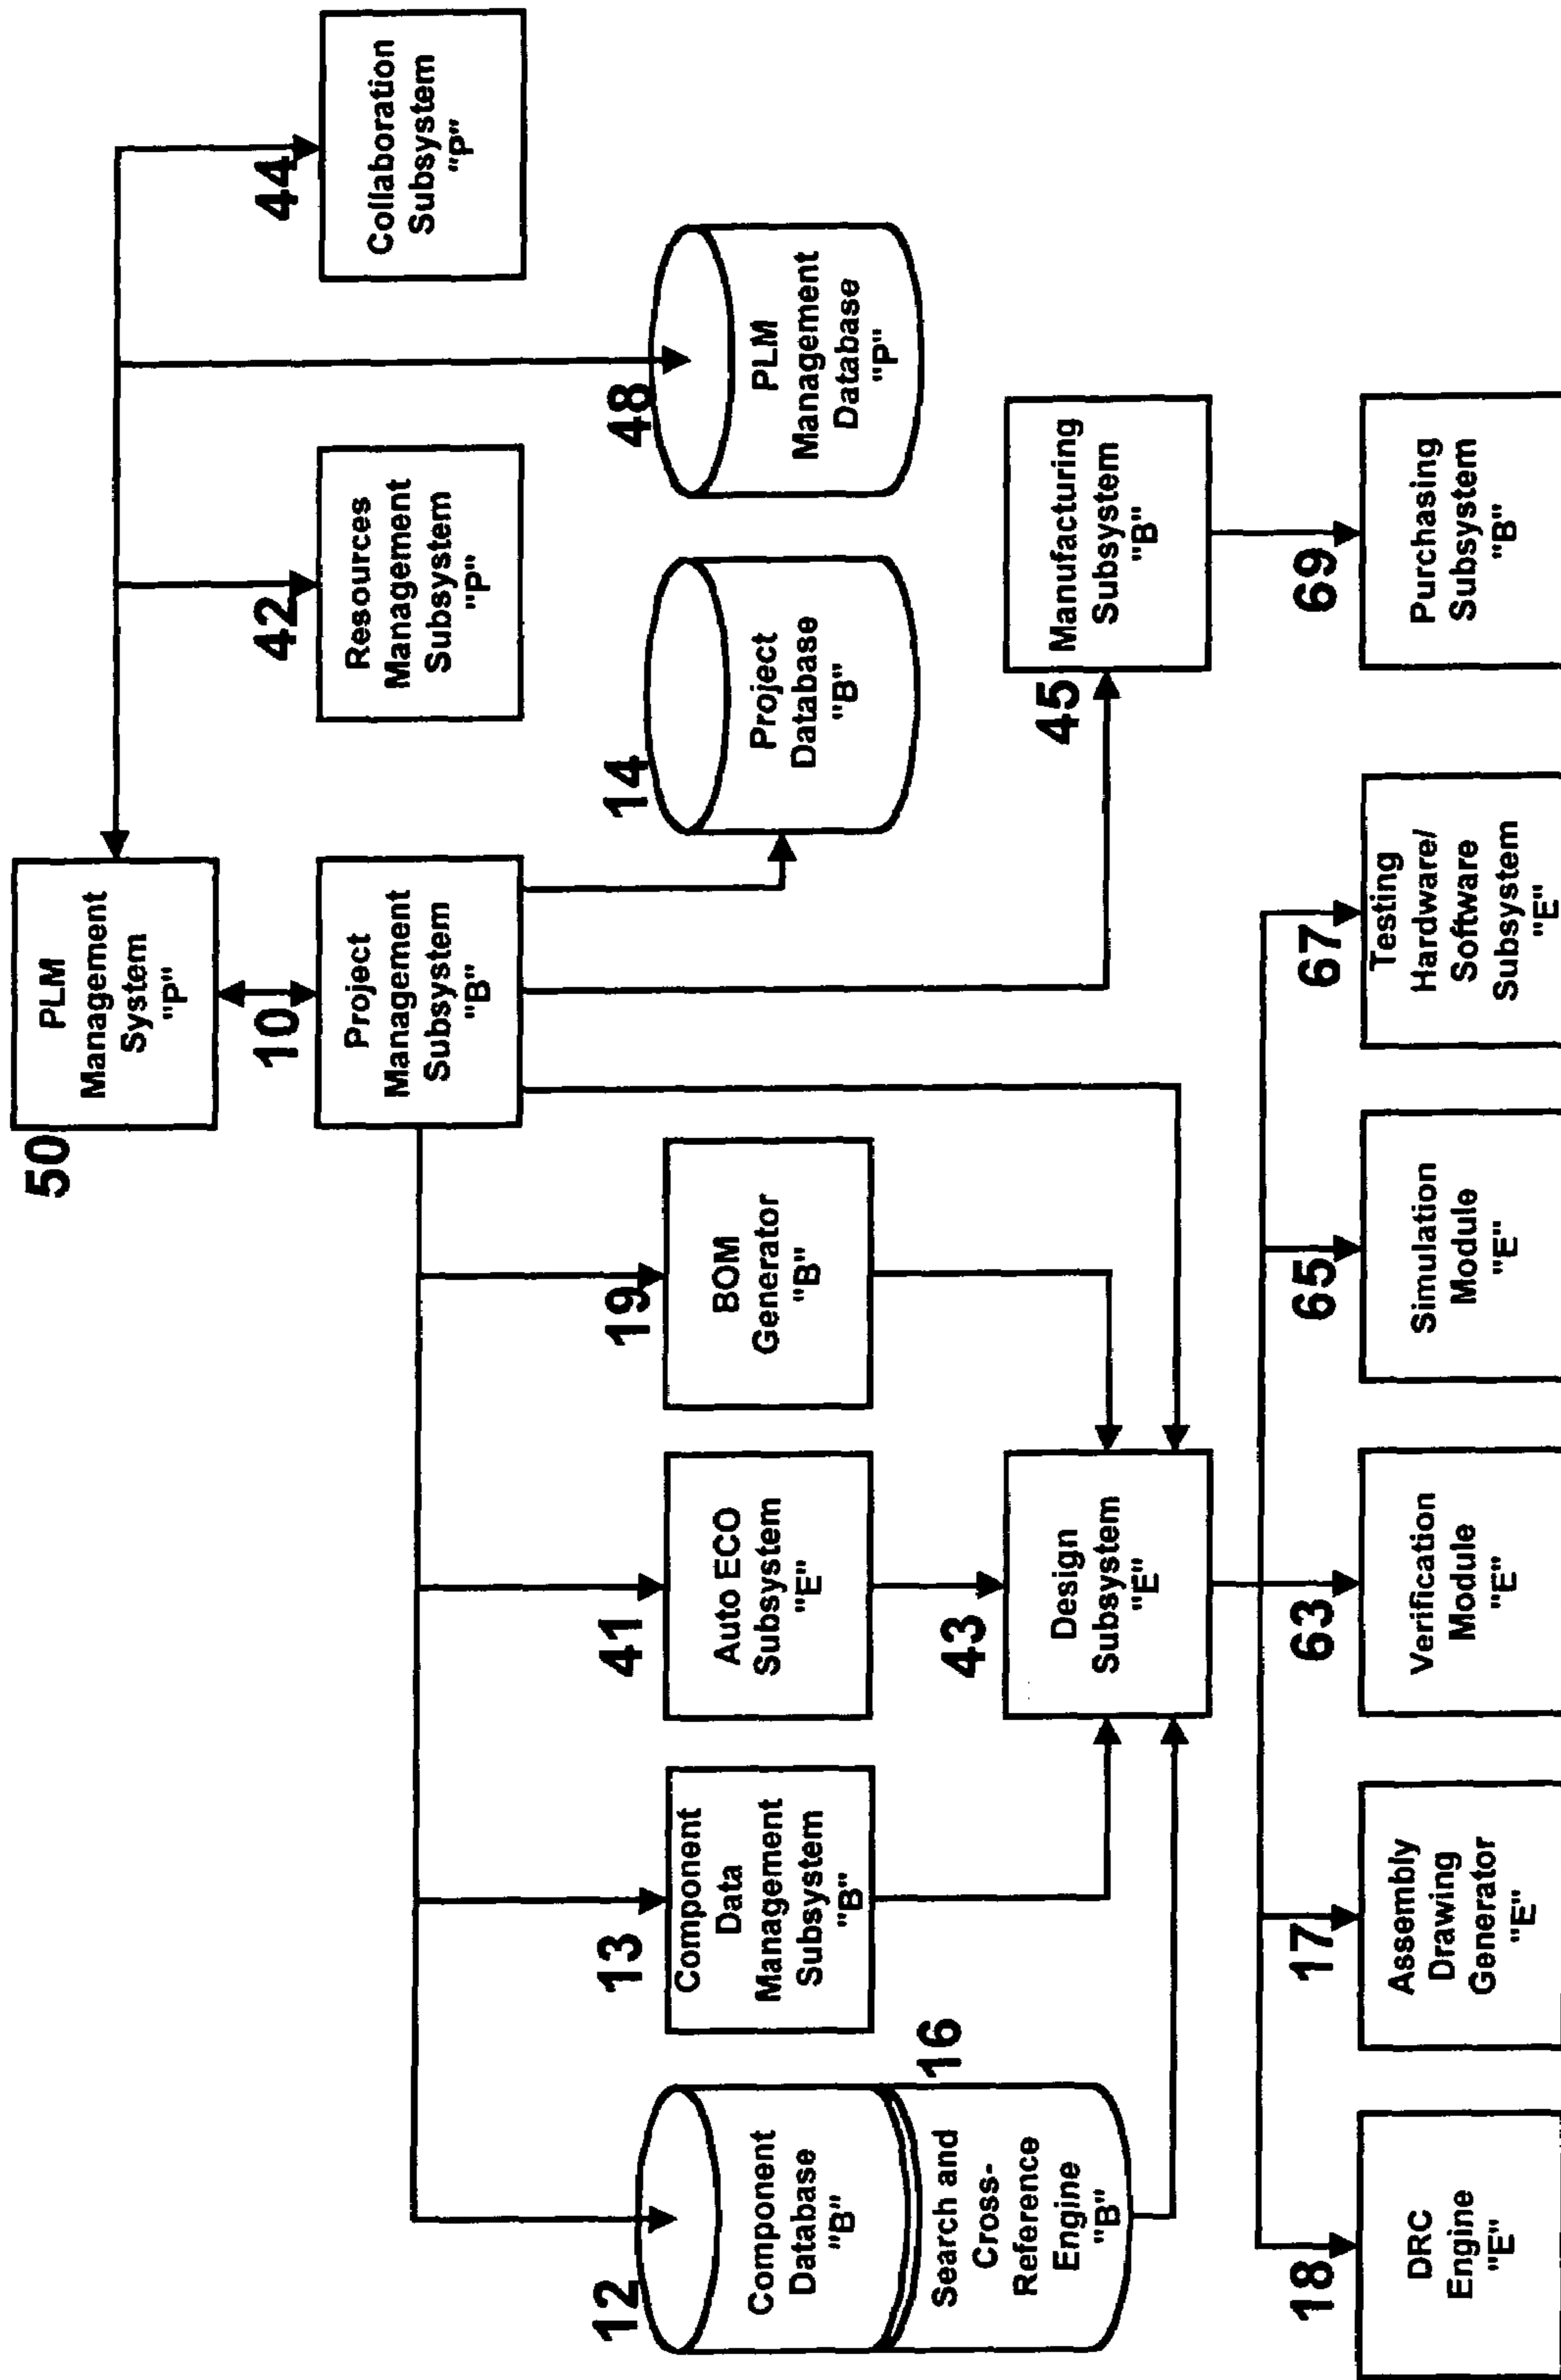 50
PLM
Management
System
"P"
10
Project
Management
Subsystem
"B"
42
Resources
Management
Subsystem
"P"
44
Collaboration
Subsystem
"P"
12
Component
Database
"B"
16
Search and
Cross-
Reference
Engine
"B"
13
Component
Data
Management
Subsystem
"B"
41
Auto ECO
Subsystem
"E"
19
BOM
Generator
"B"
14
Project
Database
"B"
48
PLM
Management
Database
"P"
43
Design
Subsystem
"E"
45
Manufacturing
Subsystem
"B"
18
DRC
Engine
"E"
17
Assembly
Drawing
Generator
"E"
63
Verification
Module
"E"
65
Simulation
Module
"E"
67
Testing
Hardware/
Software
Subsystem
"E"
69
Purchasing
Subsystem
"B"